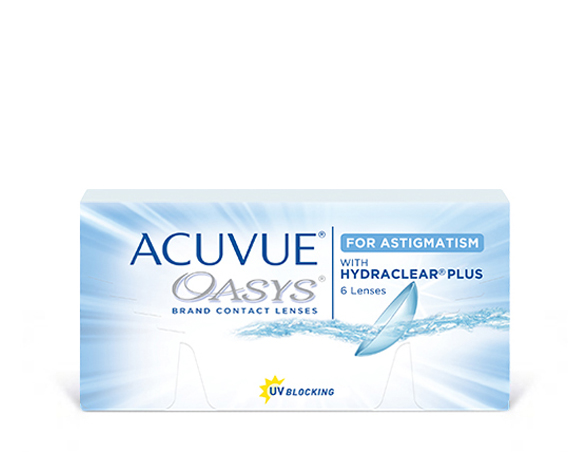 ACUVUE®
OASYS®
BRAND CONTACT LENSES
FOR ASTIGMATISM
WITH
HYDRACLEAR® PLUS
6 Lenses
UV BLOCKING